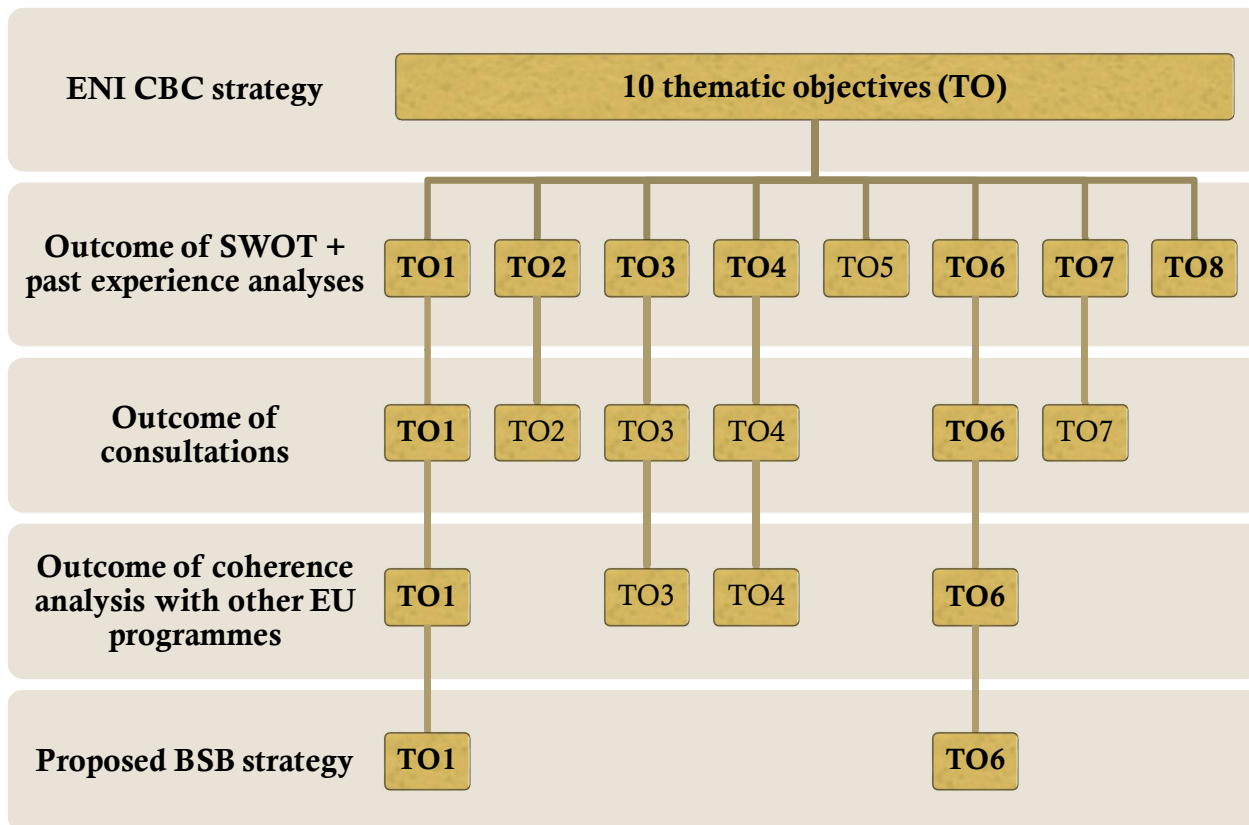 ENI CBC strategy
10 thematic objectives (TO)
Outcome of SWOT +
past experience analyses
TO1 TO2 TO3 TO4 TO5 TO6 TO7 TO8
Outcome of
consultations
TO1 TO2 TO3 TO4 TO6 TO7
Outcome of coherence
analysis with other EU
programmes
TO1 TO3 TO4 TO6
Proposed BSB strategy
TO1 TO6